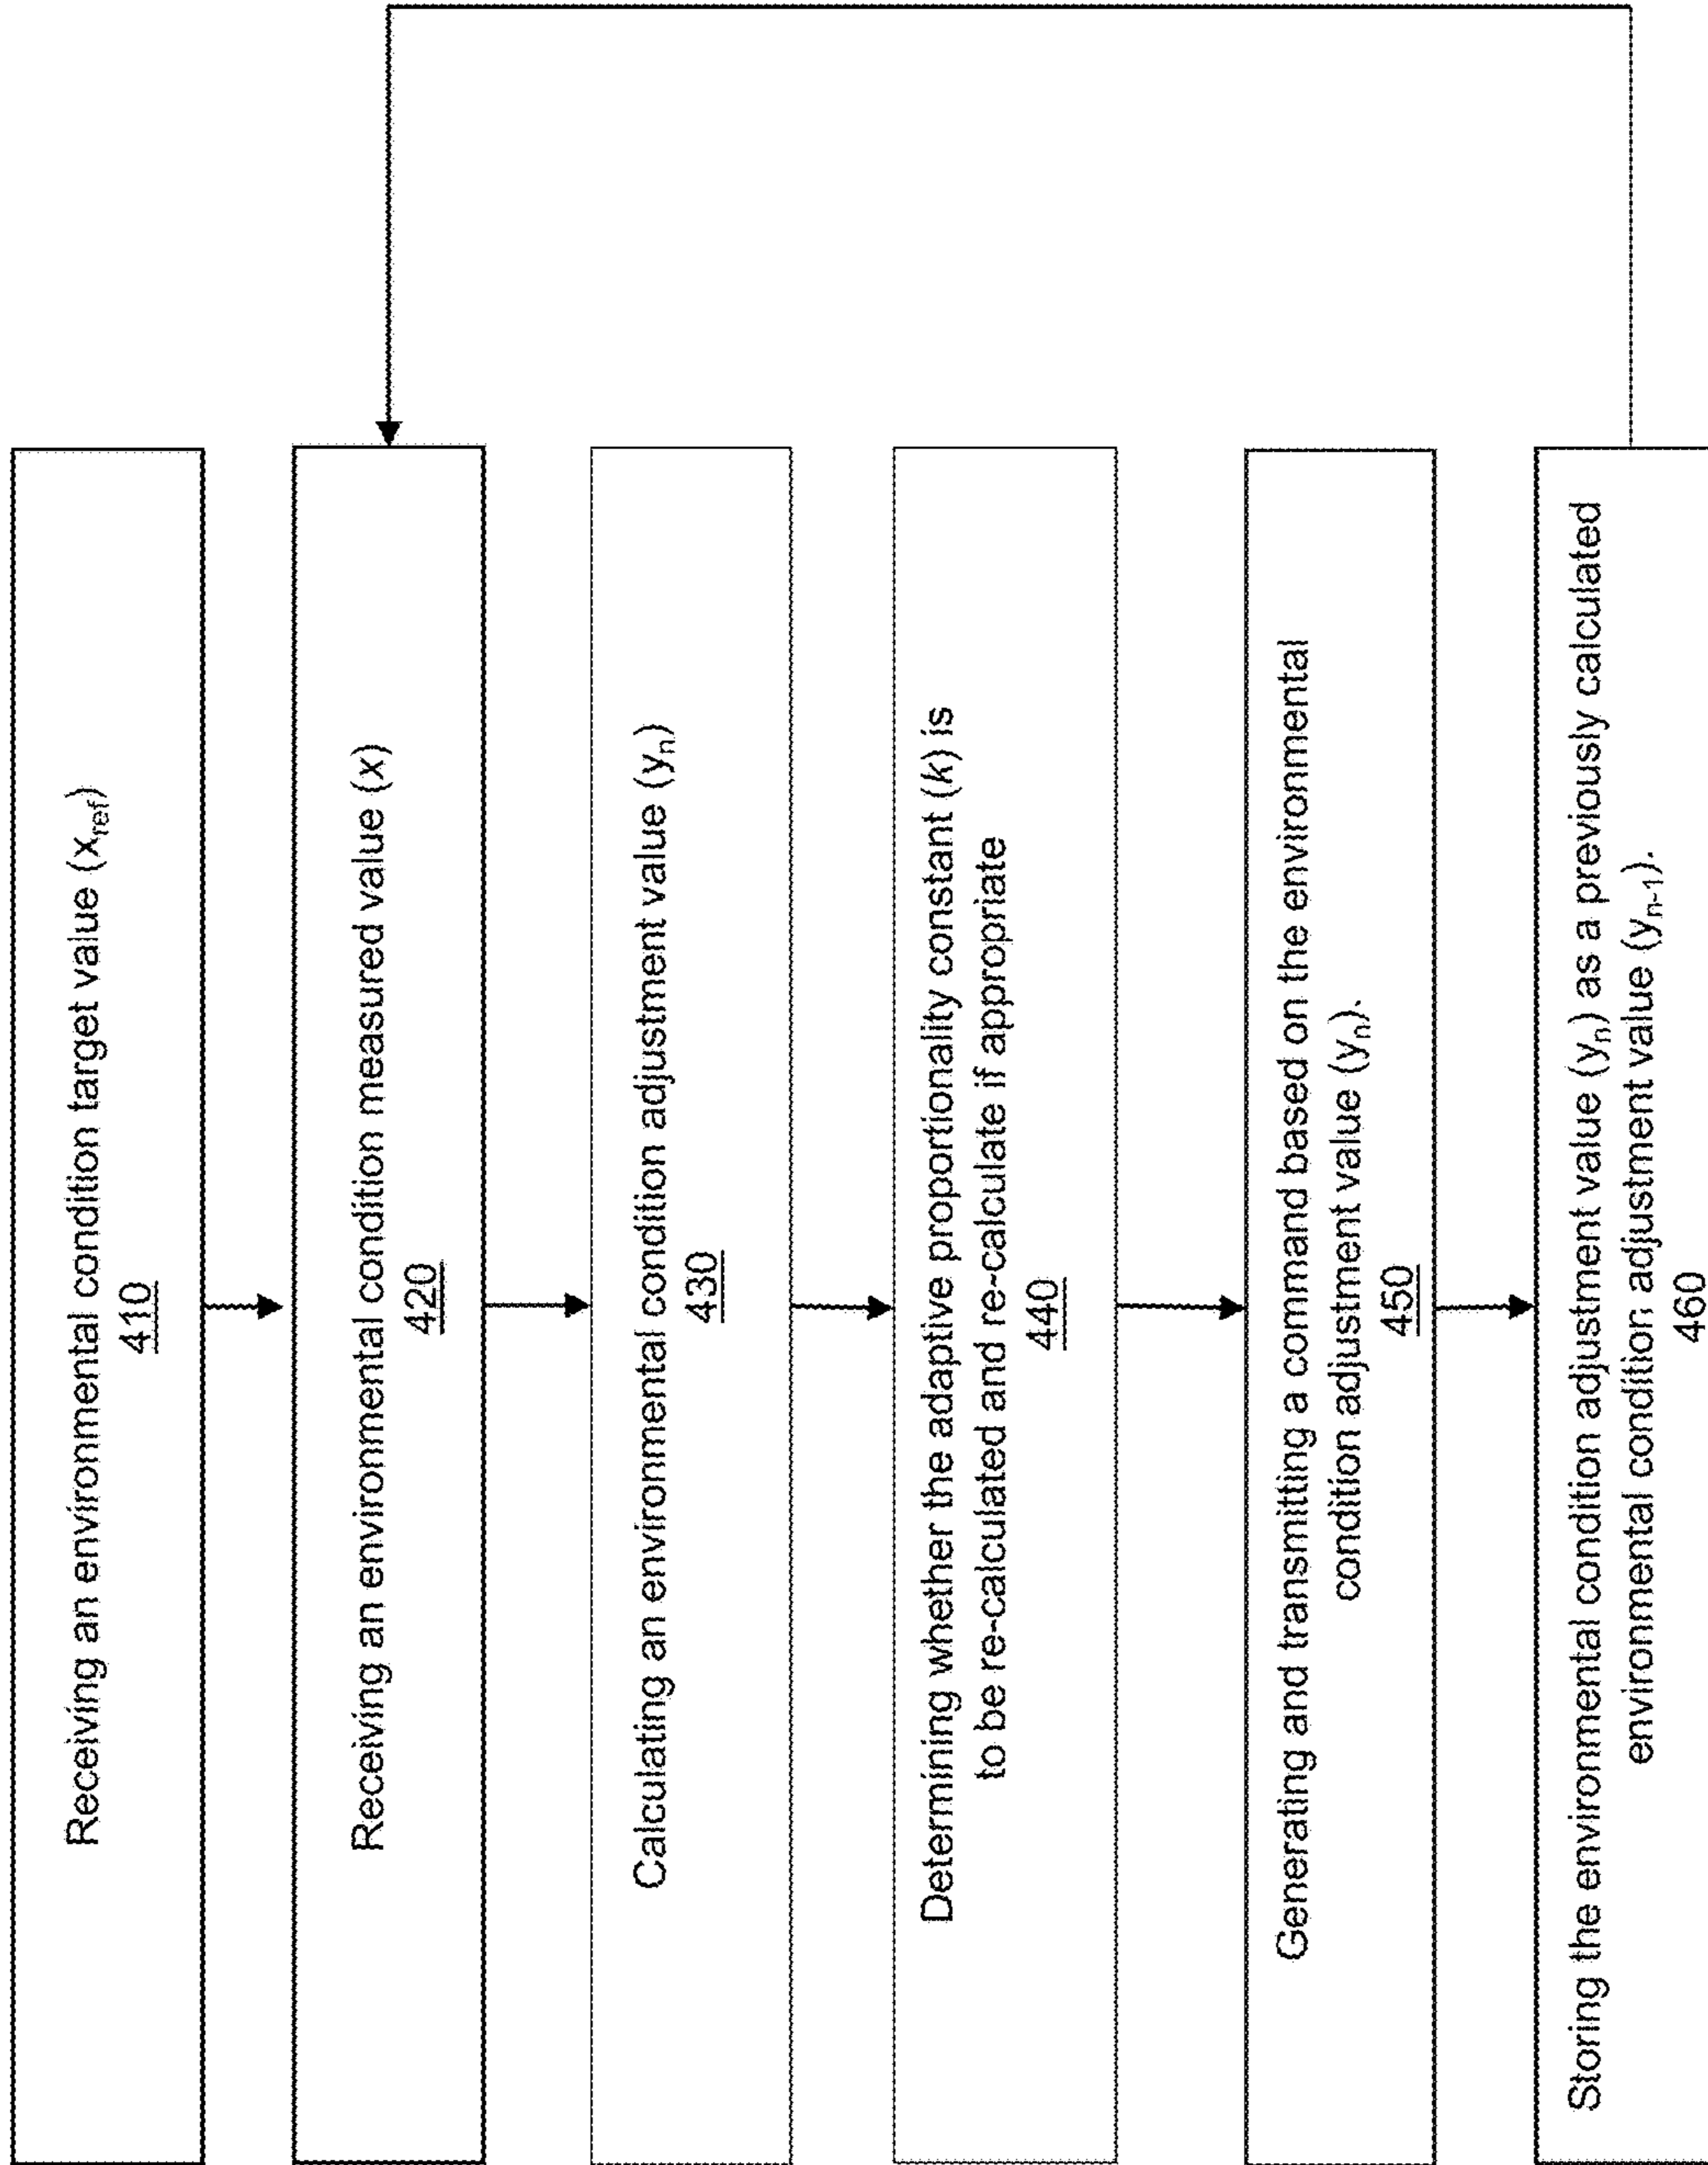 Receiving an environmental condition target value (x_ref)
410
Receiving an environmental condition measured value (x)
420
Calculating an environmental condition adjustment value (y_n)
430
Determining whether the adaptive proportionality constant (k) is
to be re-calculated and re-calculate if appropriate
440
Generating and transmitting a command based on the environmental
condition adjustment value (y_n).
450
Storing the environmental condition adjustment value (y_n) as a previously calculated
environmental condition adjustment value (y_n-1).
460